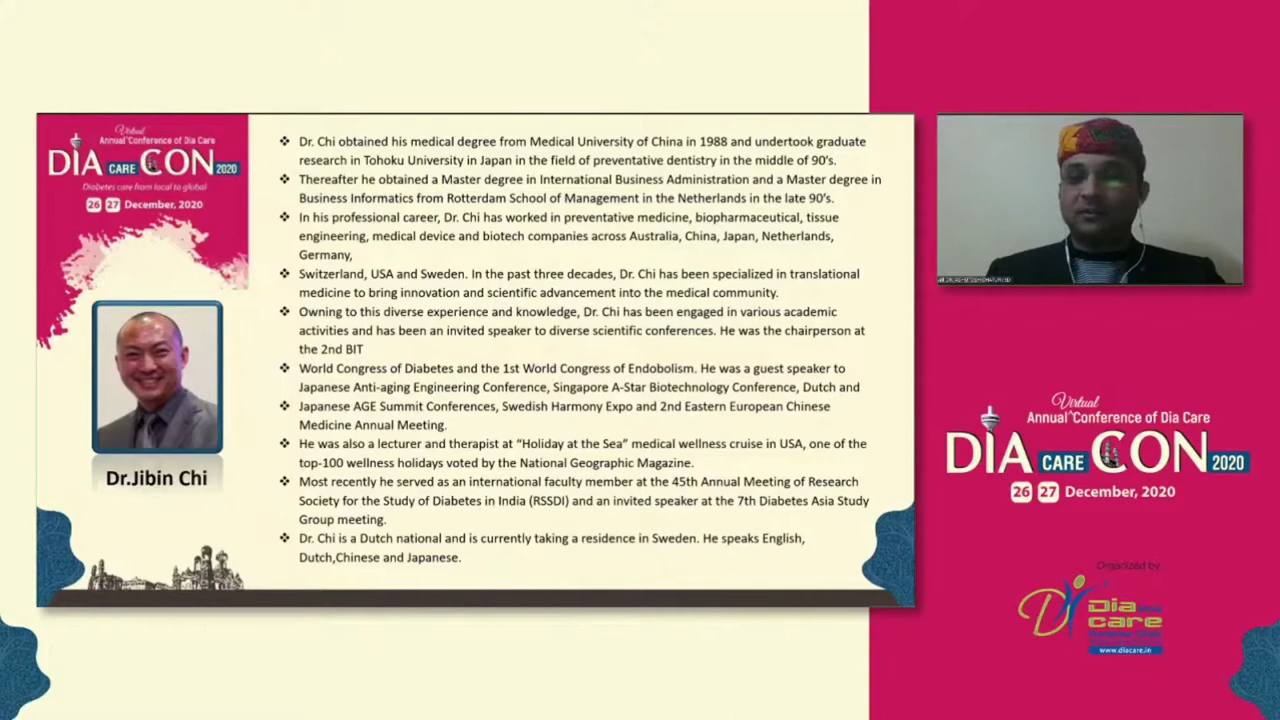 Virtual
Annual^Conference of Dia Care
DIA CARE CON 2020
Diabetes care from local to global
26 27 December, 2020
Dr.Jibin Chi
❖ Dr. Chi obtained his medical degree from Medical University of China in 1988 and undertook graduate
research in Tohoku University in Japan in the field of preventative dentistry in the middle of 90’s.
❖ Thereafter he obtained a Master degree in International Business Administration and a Master degree in
Business Informatics from Rotterdam School of Management in the Netherlands in the late 90’s.
❖ In his professional career, Dr. Chi has worked in preventative medicine, biopharmaceutical, tissue
engineering, medical device and biotech companies across Australia, China, Japan, Netherlands,
Germany,
❖ Switzerland, USA and Sweden. In the past three decades, Dr. Chi has been specialized in translational
medicine to bring innovation and scientific advancement into the medical community.
❖ Owning to this diverse experience and knowledge, Dr. Chi has been engaged in various academic
activities and has been an invited speaker to diverse scientific conferences. He was the chairperson at
the 2nd BIT
❖ World Congress of Diabetes and the 1st World Congress of Endobolism. He was a guest speaker to
Japanese Anti-aging Engineering Conference, Singapore A-Star Biotechnology Conference, Dutch and
❖ Japanese AGE Summit Conferences, Swedish Harmony Expo and 2nd Eastern European Chinese
Medicine Annual Meeting.
❖ He was also a lecturer and therapist at “Holiday at the Sea” medical wellness cruise in USA, one of the
top-100 wellness holidays voted by the National Geographic Magazine.
❖ Most recently he served as an international faculty member at the 45th Annual Meeting of Research
Society for the Study of Diabetes in India (RSSDI) and an invited speaker at the 7th Diabetes Asia Study
Group meeting.
❖ Dr. Chi is a Dutch national and is currently taking a residence in Sweden. He speaks English,
Dutch,Chinese and Japanese.
Virtual
Annual^Conference of Dia Care
DIA CARE CON 2020
26 27 December, 2020
Organized by
Dia
care
www.diacare.in